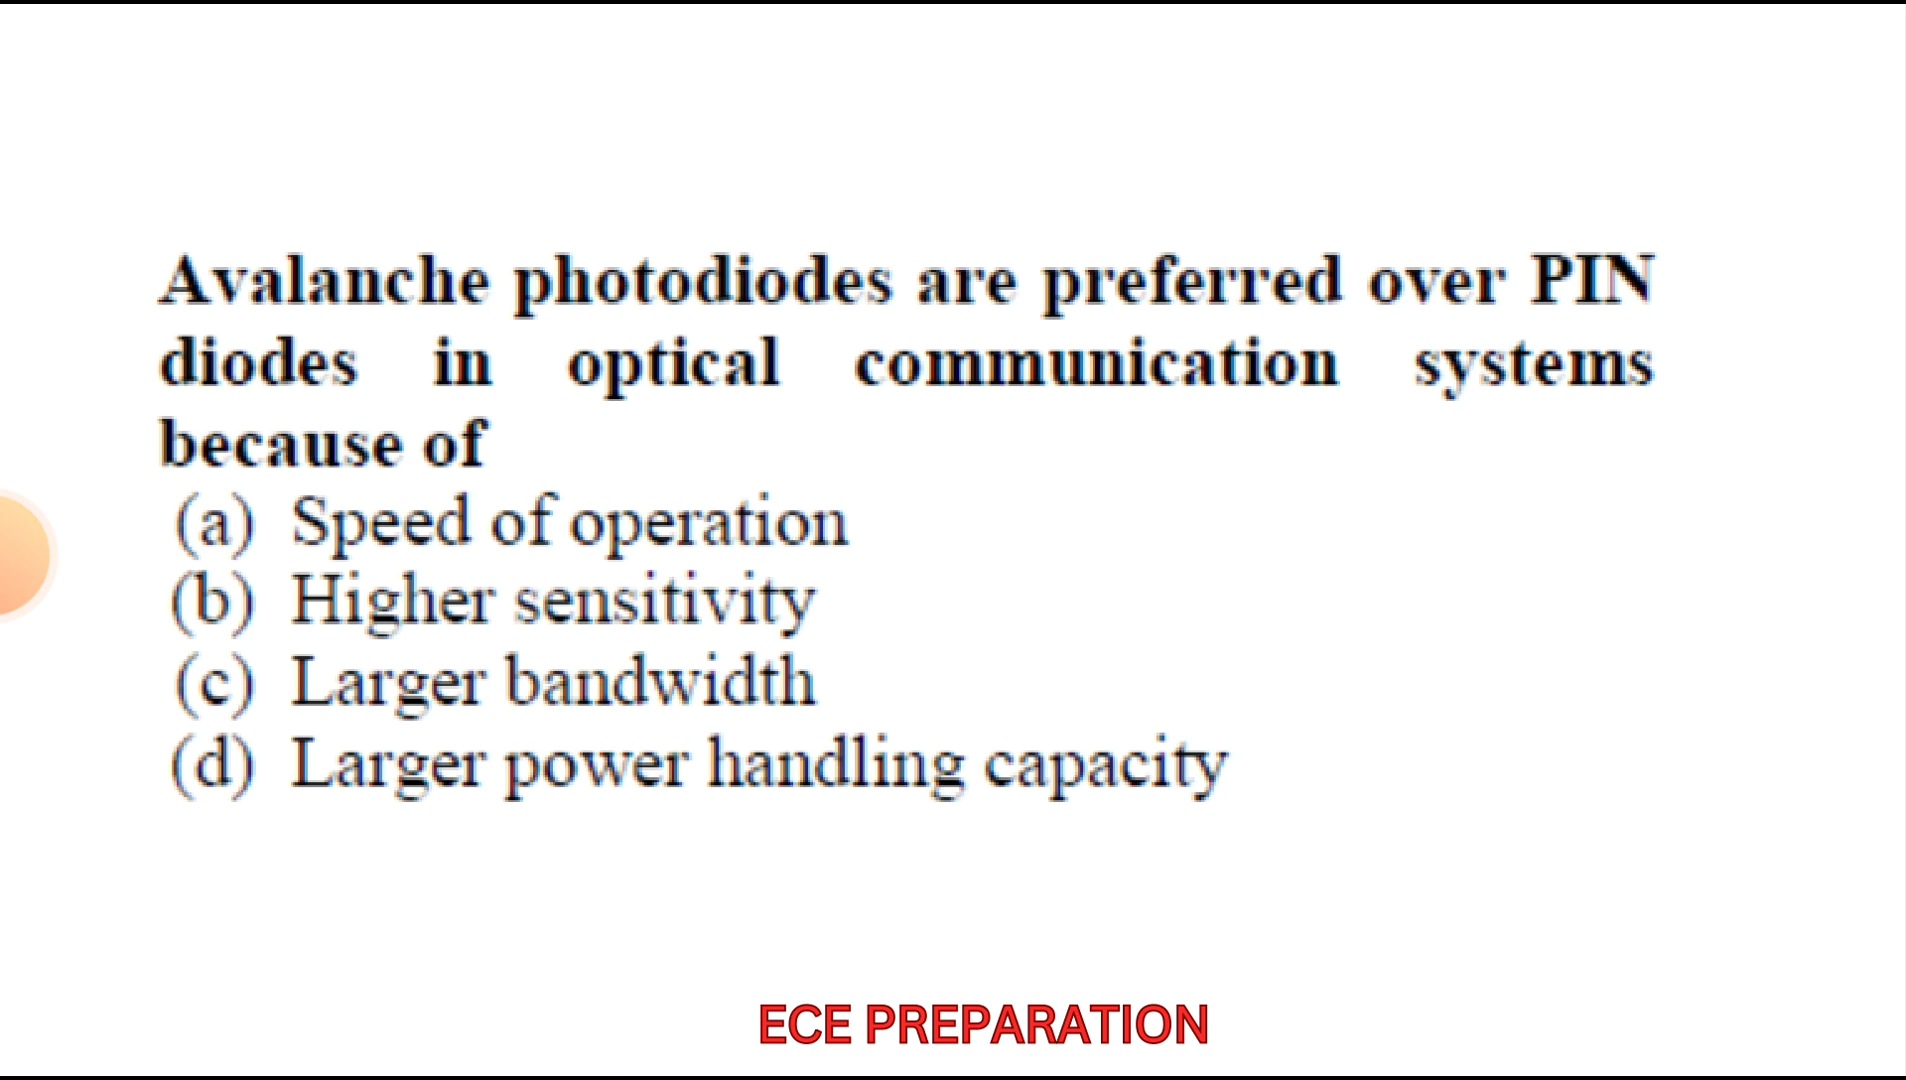 Avalanche photodiodes are preferred over PIN
diodes in optical communication systems
because of
(a) Speed of operation
(b) Higher sensitivity
(c) Larger bandwidth
(d) Larger power handling capacity
ECE PREPARATION